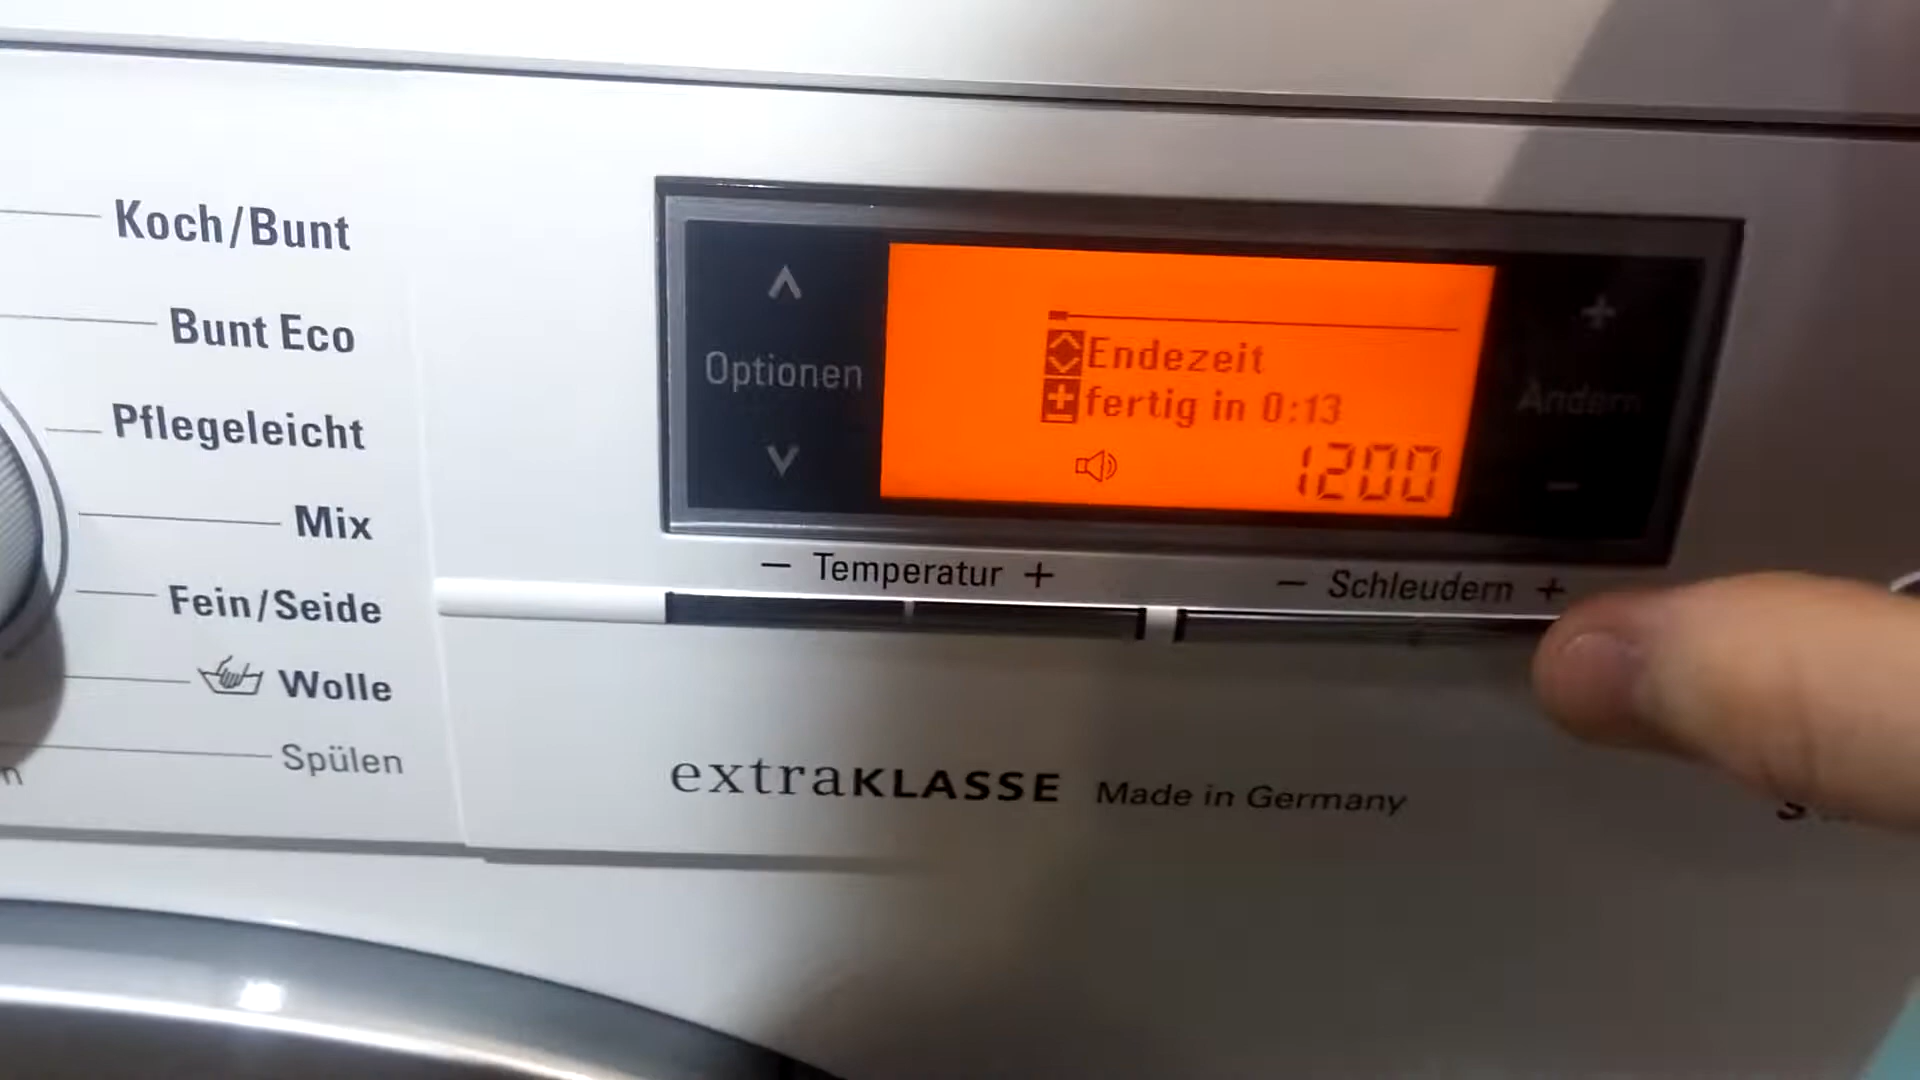 Koch/Bunt
Bunt Eco
Pflegeleicht
Mix
Fein/Seide
Wolle
Spülen
Optionen
Endezeit
fertig in 0:13
1200
+
Ändern
−
− Temperatur +
− Schleudern +
extraKLASSE Made in Germany